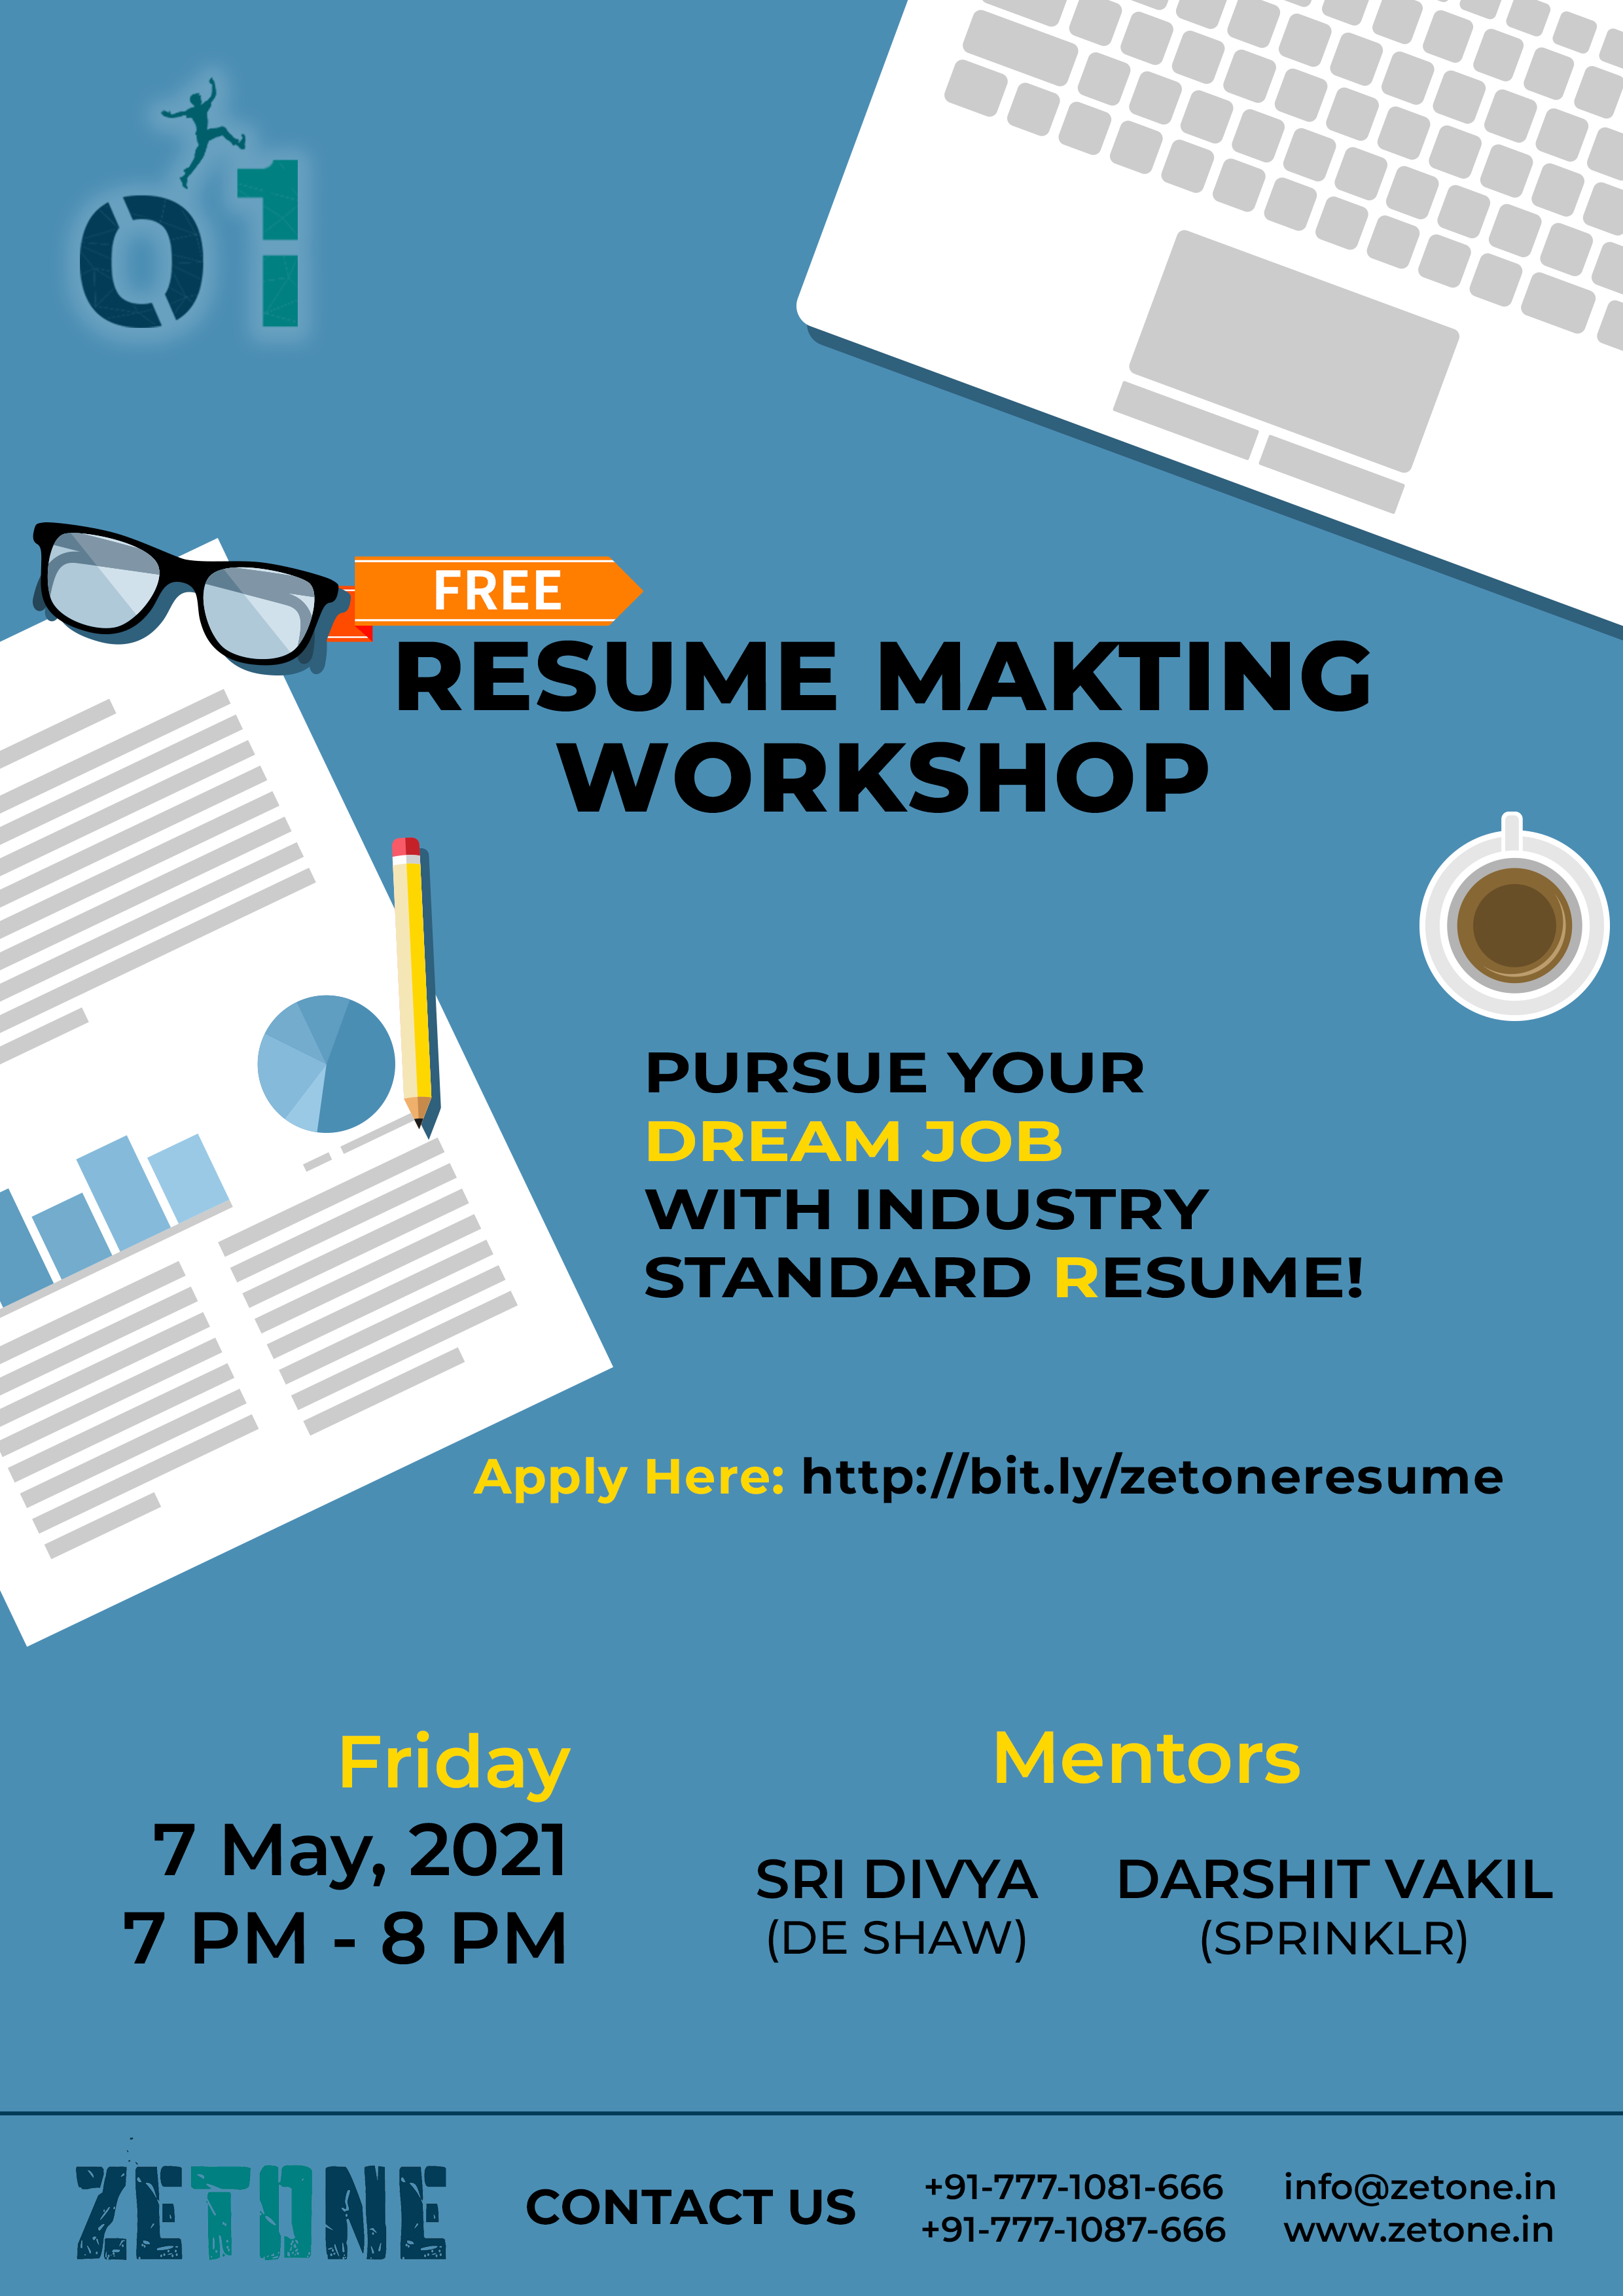 01
FREE
RESUME MAKTING
WORKSHOP
PURSUE YOUR
DREAM JOB
WITH INDUSTRY
STANDARD RESUME!
Apply Here: http://bit.ly/zetoneresume
Friday
7 May, 2021
7 PM - 8 PM
Mentors
SRI DIVYA
(DE SHAW)
DARSHIT VAKIL
(SPRINKLR)
ZETONE
CONTACT US
+91-777-1081-666
+91-777-1087-666
info@zetone.in
www.zetone.in